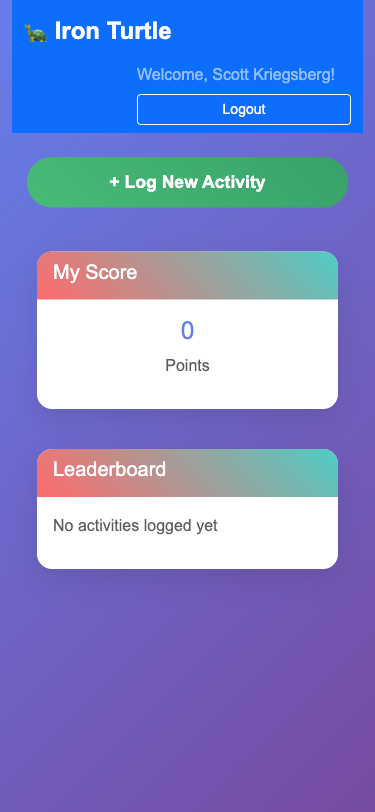 🐢 Iron Turtle
Welcome, Scott Kriegsberg!
Logout
+ Log New Activity
My Score
0
Points
Leaderboard
No activities logged yet